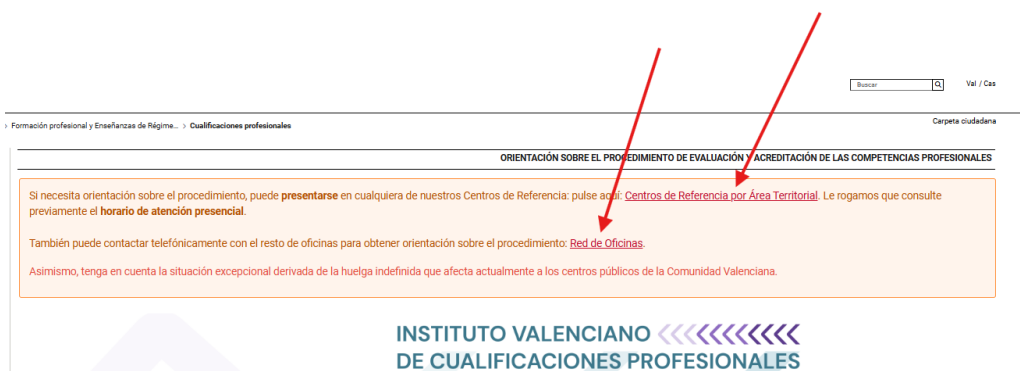 Buscar
Val / Cas
> Formación profesional y Enseñanzas de Régime... > Cualificaciones profesionales
Carpeta ciudadana
ORIENTACIÓN SOBRE EL PROCEDIMIENTO DE EVALUACIÓN Y ACREDITACIÓN DE LAS COMPETENCIAS PROFESIONALES
Si necesita orientación sobre el procedimiento, puede presentarse en cualquiera de nuestros Centros de Referencia: pulse aquí: Centros de Referencia por Área Territorial. Le rogamos que consulte
previamente el horario de atención presencial.
También puede contactar telefónicamente con el resto de oficinas para obtener orientación sobre el procedimiento: Red de Oficinas.
Asimismo, tenga en cuenta la situación excepcional derivada de la huelga indefinida que afecta actualmente a los centros públicos de la Comunidad Valenciana.
INSTITUTO VALENCIANO
DE CUALIFICACIONES PROFESIONALES